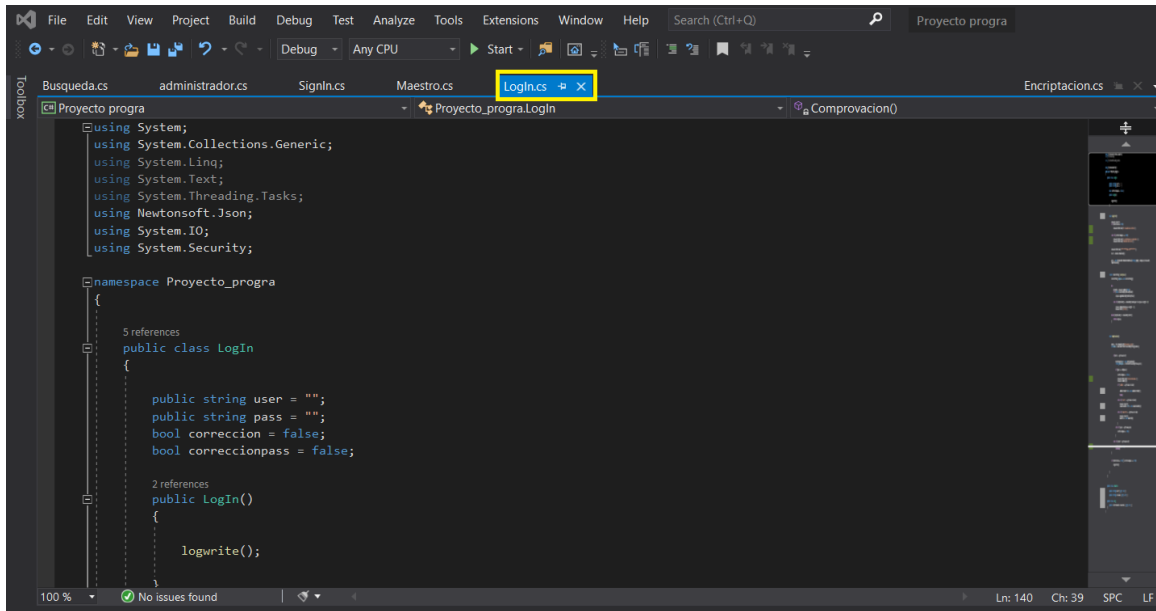 File Edit View Project Build Debug Test Analyze Tools Extensions Window Help Search (Ctrl+Q) Proyecto progra
Debug Any CPU Start
Toolbox
Busqueda.cs administrador.cs SignIn.cs Maestro.cs LogIn.cs Encriptacion.cs
C# Proyecto progra Proyecto_progra.LogIn Comprovacion()
using System;
using System.Collections.Generic;
using System.Linq;
using System.Text;
using System.Threading.Tasks;
using Newtonsoft.Json;
using System.IO;
using System.Security;
namespace Proyecto_progra
{
5 references
public class LogIn
{
public string user = "";
public string pass = "";
bool correccion = false;
bool correccionpass = false;
2 references
public LogIn()
{
logwrite();
}
100 % No issues found Ln: 140 Ch: 39 SPC LF